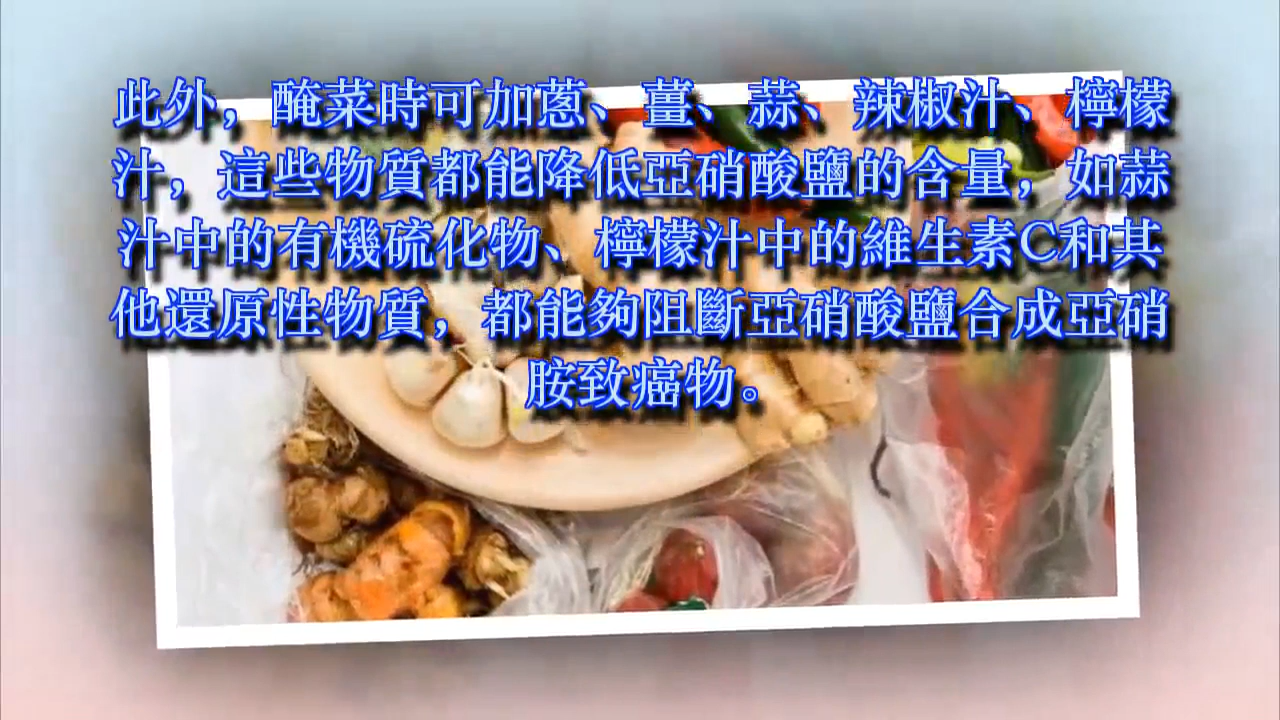 此外，醃菜時可加蔥、薑、蒜、辣椒汁、檸檬
汁，這些物質都能降低亞硝酸鹽的含量，如蒜
汁中的有機硫化物、檸檬汁中的維生素C和其
他還原性物質，都能夠阻斷亞硝酸鹽合成亞硝
胺致癌物。